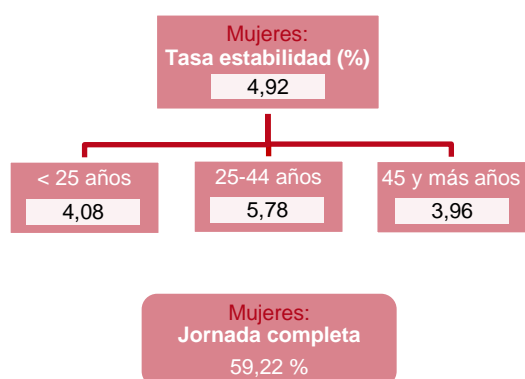 Mujeres:
Tasa estabilidad (%)
4,92
< 25 años
25-44 años
45 y más años
4,08
5,78
3,96
Mujeres:
Jornada completa
59,22 %